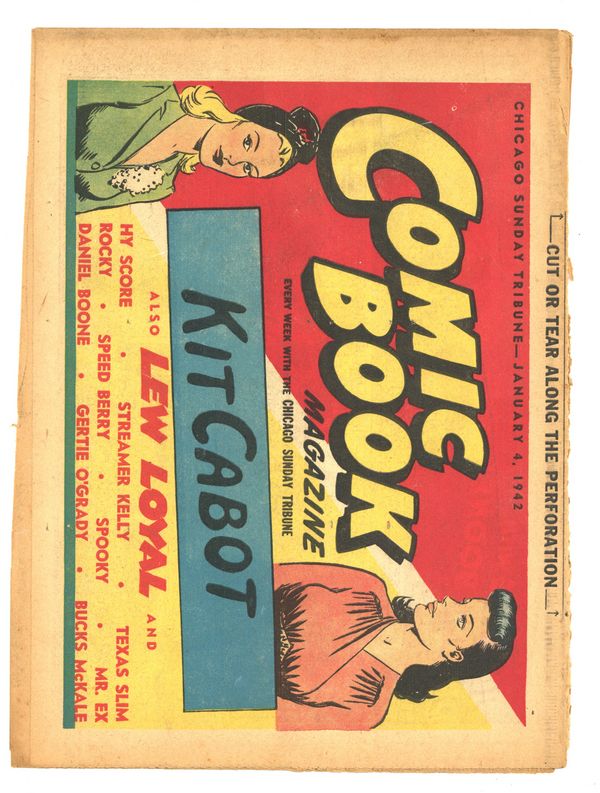 CUT OR TEAR ALONG THE PERFORATION
CHICAGO SUNDAY TRIBUNE—JANUARY 4, 1942
COMIC
BOOK
MAGAZINE
EVERY WEEK WITH THE CHICAGO SUNDAY TRIBUNE
KIT CABOT
ALSO LEW LOYAL AND
HY SCORE • STREAMER KELLY • TEXAS SLIM
ROCKY • SPEED BERRY • SPOOKY • MR. EX
DANIEL BOONE • GERTIE O'GRADY • BUCKS McKALE